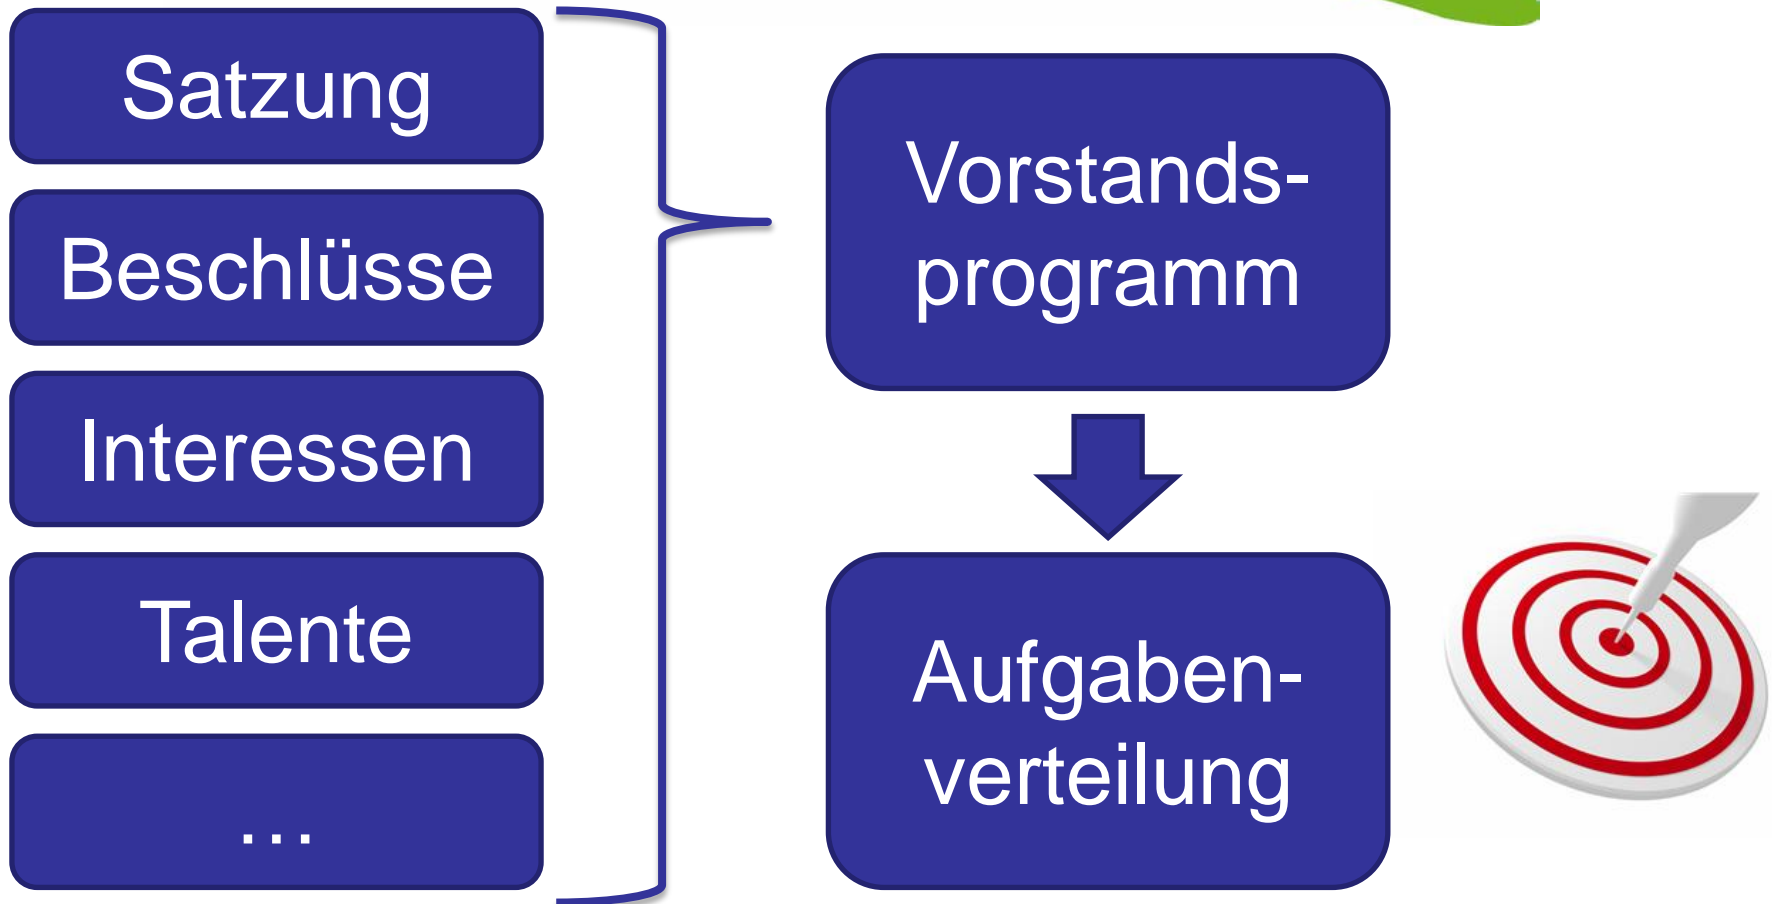 Satzung
Beschlüsse
Interessen
Talente
…
Vorstands-
programm
Aufgaben-
verteilung